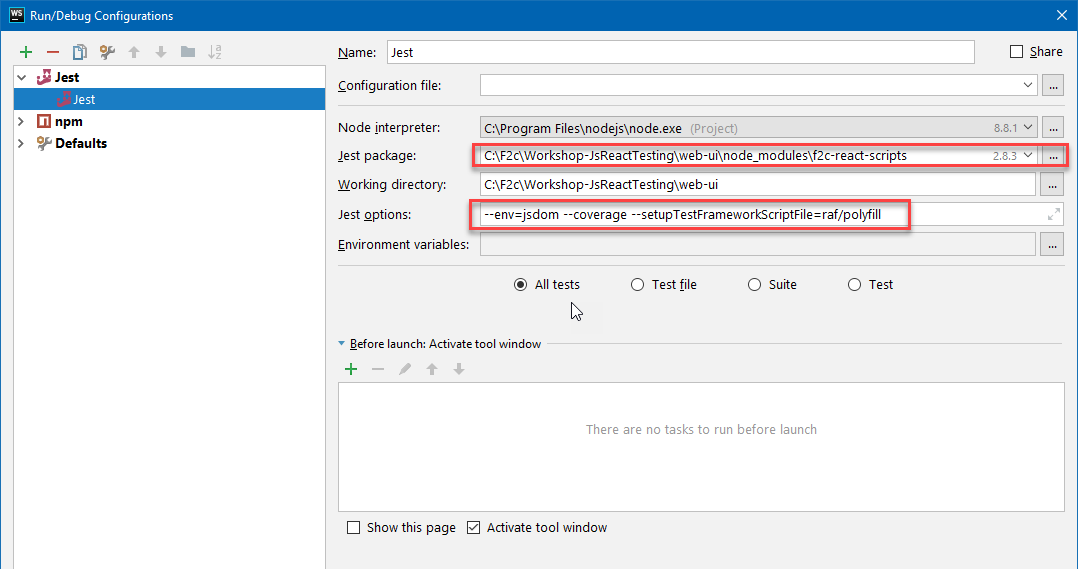 WS Run/Debug Configurations
Name: Jest Share
Jest
Jest
npm
Defaults
Configuration file: ...
Node interpreter: C:\Program Files\nodejs\node.exe (Project) 8.8.1 ...
Jest package: C:\F2c\Workshop-JsReactTesting\web-ui\node_modules\f2c-react-scripts 2.8.3 ...
Working directory: C:\F2c\Workshop-JsReactTesting\web-ui ...
Jest options: --env=jsdom --coverage --setupTestFrameworkScriptFile=raf/polyfill
Environment variables: ...
All tests Test file Suite Test
Before launch: Activate tool window
There are no tasks to run before launch
Show this page Activate tool window